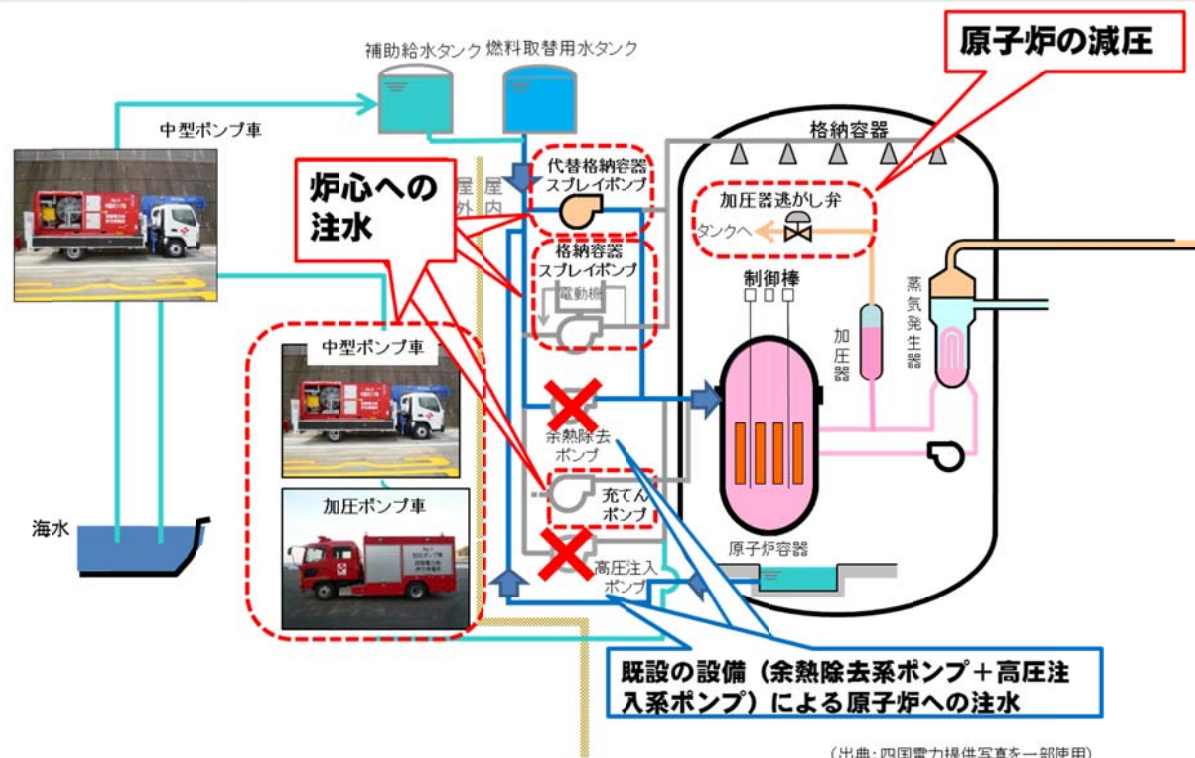 原子炉の減圧
補助給水タンク
燃料取替用水タンク
中型ポンプ車
格納容器
炉心への
注水
屋外
屋内
代替格納容器
スプレイポンプ
加圧器逃がし弁
タンクへ
格納容器
スプレイポンプ
電動機
制御棒
蒸気発生器
加圧器
中型ポンプ車
余熱除去
ポンプ
加圧ポンプ車
充てん
ポンプ
海水
原子炉容器
高圧注入
ポンプ
既設の設備（余熱除去系ポンプ＋高圧注
入系ポンプ）による原子炉への注水
（出典：四国電力提供写真を一部使用）